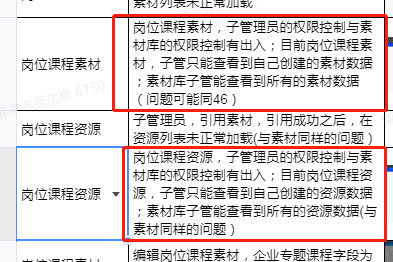 素材列表未正常加载
岗位课程素材
岗位课程素材，子管理员的权限控制与素
材库的权限控制有出入；目前岗位课程素
材，子管只能查看到自己创建的素材数据
；素材库子管能查看到所有的素材数据
（问题可能同46）
岗位课程资源
子管理员，引用素材，引用成功之后，在
资源列表未正常加载(与素材同样的问题）
岗位课程资源
岗位课程资源，子管理员的权限控制与素
材库的权限控制有出入；目前岗位课程资
源，子管只能查看到自己创建的资源数据
；素材库子管能查看到所有的资源数据(与
素材同样的问题）
岗位课程素材
编辑岗位课程素材，企业专题课程字段为
信息 8750